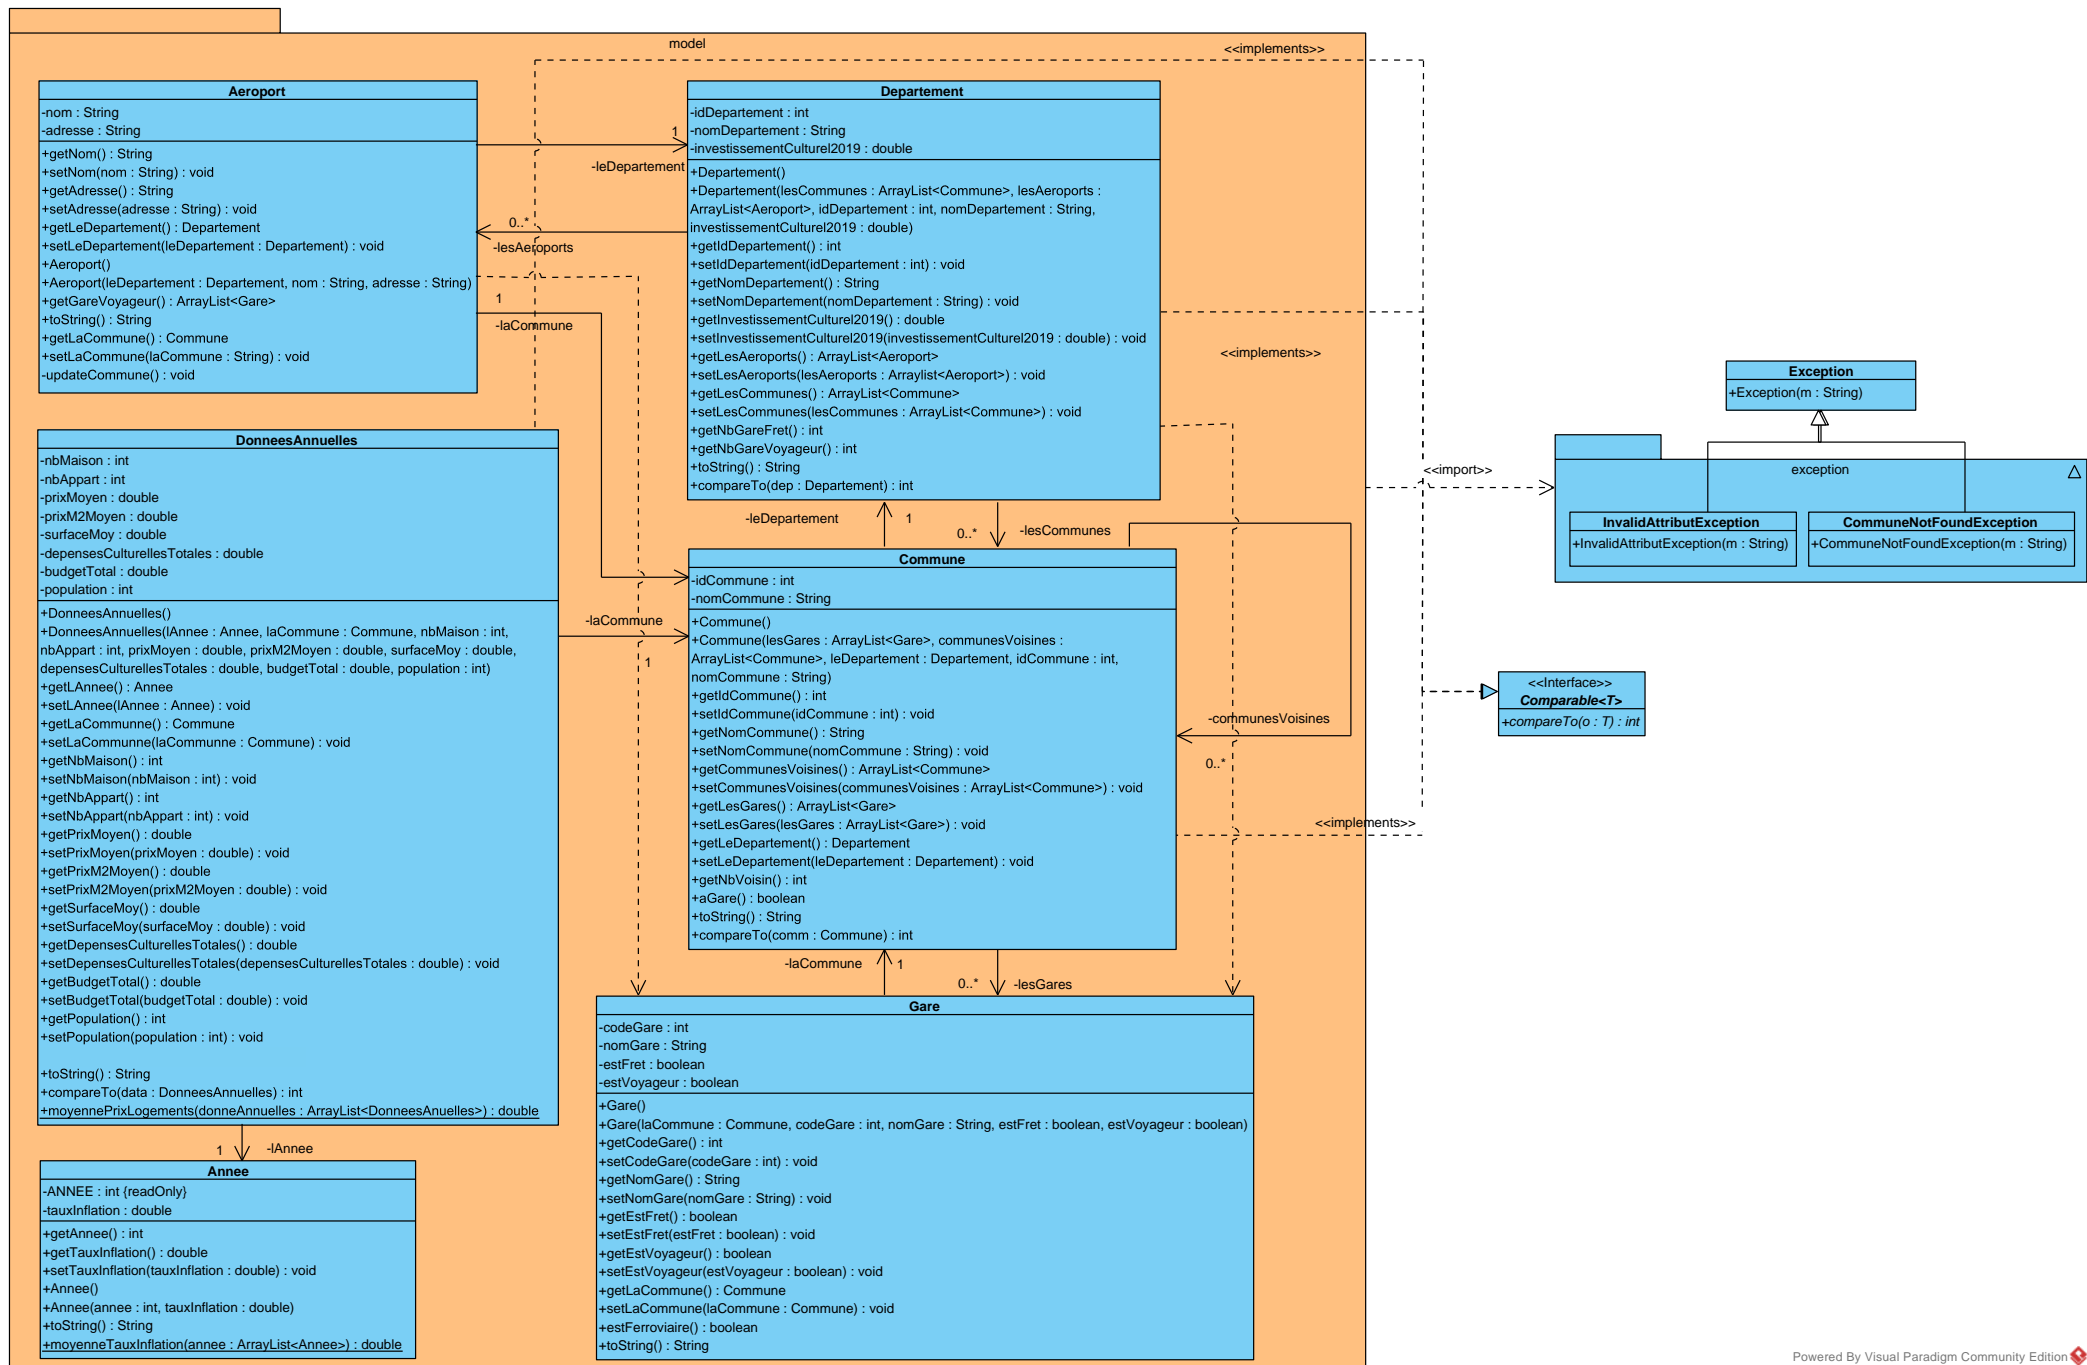 model
<<implements>>
Aeroport
-nom : String
-adresse : String
+getNom() : String
+setNom(nom : String) : void
+getAdresse() : String
+setAdresse(adresse : String) : void
+getLeDepartement() : Departement
+setLeDepartement(leDepartement : Departement) : void
+Aeroport()
+Aeroport(leDepartement : Departement, nom : String, adresse : String)
+getGareVoyageur() : ArrayList<Gare>
+toString() : String
+getLaCommune() : Commune
+setLaCommune(laCommune : String) : void
-updateCommune() : void
1
-leDepartement
0..*
-lesAeroports
1
-laCommune
Departement
-idDepartement : int
-nomDepartement : String
-investissementCulturel2019 : double
+Departement()
+Departement(lesCommunes : ArrayList<Commune>, lesAeroports :
ArrayList<Aeroport>, idDepartement : int, nomDepartement : String,
investissementCulturel2019 : double)
+getIdDepartement() : int
+setIdDepartement(idDepartement : int) : void
+getNomDepartement() : String
+setNomDepartement(nomDepartement : String) : void
+getInvestissementCulturel2019() : double
+setInvestissementCulturel2019(investissementCulturel2019 : double) : void
+getLesAeroports() : ArrayList<Aeroport>
+setLesAeroports(lesAeroports : Arraylist<Aeroport>) : void
+getLesCommunes() : ArrayList<Commune>
+setLesCommunes(lesCommunes : ArrayList<Commune>) : void
+getNbGareFret() : int
+getNbGareVoyageur() : int
+toString() : String
+compareTo(dep : Departement) : int
<<implements>>
Exception
+Exception(m : String)
<<import>>
exception
InvalidAttributException
+InvalidAttributException(m : String)
CommuneNotFoundException
+CommuneNotFoundException(m : String)
DonneesAnnuelles
-nbMaison : int
-nbAppart : int
-prixMoyen : double
-prixM2Moyen : double
-surfaceMoy : double
-depensesCulturellesTotales : double
-budgetTotal : double
-population : int
+DonneesAnnuelles()
+DonneesAnnuelles(lAnnee : Annee, laCommune : Commune, nbMaison : int,
nbAppart : int, prixMoyen : double, prixM2Moyen : double, surfaceMoy : double,
depensesCulturellesTotales : double, budgetTotal : double, population : int)
+getLAnnee() : Annee
+setLAnnee(lAnnee : Annee) : void
+getLaCommunne() : Commune
+setLaCommunne(laCommunne : Commune) : void
+getNbMaison() : int
+setNbMaison(nbMaison : int) : void
+getNbAppart() : int
+setNbAppart(nbAppart : int) : void
+getPrixMoyen() : double
+setPrixMoyen(prixMoyen : double) : void
+getPrixM2Moyen() : double
+setPrixM2Moyen(prixM2Moyen : double) : void
+getSurfaceMoy() : double
+setSurfaceMoy(surfaceMoy : double) : void
+getDepensesCulturellesTotales() : double
+setDepensesCulturellesTotales(depensesCulturellesTotales : double) : void
+getBudgetTotal() : double
+setBudgetTotal(budgetTotal : double) : void
+getPopulation() : int
+setPopulation(population : int) : void
+toString() : String
+compareTo(data : DonneesAnnuelles) : int
+moyennePrixLogements(donneAnnuelles : ArrayList<DonneesAnuelles>) : double
-leDepartement
1
0..*
-lesCommunes
-laCommune
1
Commune
-idCommune : int
-nomCommune : String
+Commune()
+Commune(lesGares : ArrayList<Gare>, communesVoisines :
ArrayList<Commune>, leDepartement : Departement, idCommune : int,
nomCommune : String)
+getIdCommune() : int
+setIdCommune(idCommune : int) : void
+getNomCommune() : String
+setNomCommune(nomCommune : String) : void
+getCommunesVoisines() : ArrayList<Commune>
+setCommunesVoisines(communesVoisines : ArrayList<Commune>) : void
+getLesGares() : ArrayList<Gare>
+setLesGares(lesGares : ArrayList<Gare>) : void
+getLeDepartement() : Departement
+setLeDepartement(leDepartement : Departement) : void
+getNbVoisin() : int
+aGare() : boolean
+toString() : String
+compareTo(comm : Commune) : int
-communesVoisines
0..*
<<implements>>
<<Interface>>
Comparable<T>
+compareTo(o : T) : int
-laCommune
1
0..*
-lesGares
Gare
-codeGare : int
-nomGare : String
-estFret : boolean
-estVoyageur : boolean
+Gare()
+Gare(laCommune : Commune, codeGare : int, nomGare : String, estFret : boolean, estVoyageur : boolean)
+getCodeGare() : int
+setCodeGare(codeGare : int) : void
+getNomGare() : String
+setNomGare(nomGare : String) : void
+getEstFret() : boolean
+setEstFret(estFret : boolean) : void
+getEstVoyageur() : boolean
+setEstVoyageur(estVoyageur : boolean) : void
+getLaCommune() : Commune
+setLaCommune(laCommune : Commune) : void
+estFerroviaire() : boolean
+toString() : String
1
-lAnnee
Annee
-ANNEE : int {readOnly}
-tauxInflation : double
+getAnnee() : int
+getTauxInflation() : double
+setTauxInflation(tauxInflation : double) : void
+Annee()
+Annee(annee : int, tauxInflation : double)
+toString() : String
+moyenneTauxInflation(annee : ArrayList<Annee>) : double
Powered By Visual Paradigm Community Edition